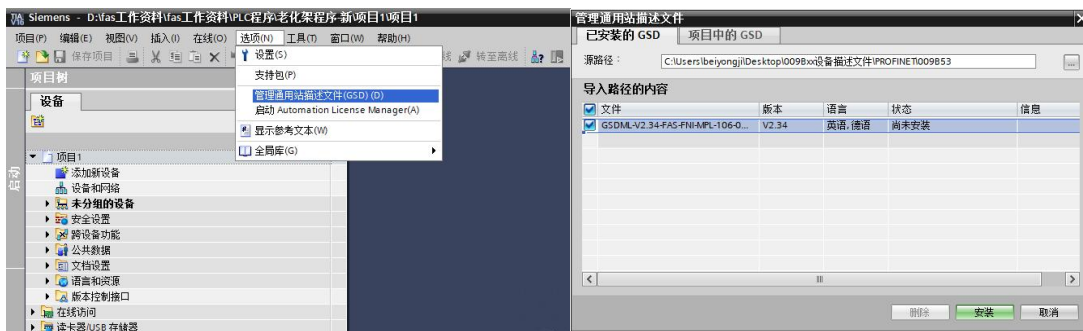 Siemens - D:\fas工作资料\fas工作资料\PLC程序\老化架程序-新\项目1\项目1
项目(P) 编辑(E) 视图(V) 插入(I) 在线(O) 选项(N) 工具(T) 窗口(W) 帮助(H)
保存项目
转至离线
项目树
设备
启动
设置(S)
支持包(P)
管理通用站描述文件(GSD) (D)
启动 Automation License Manager(A)
显示参考文本(W)
全局库(G)
项目1
添加新设备
设备和网络
未分组的设备
安全设置
跨设备功能
公共数据
文档设置
语言和资源
版本控制接口
在线访问
读卡器/USB 存储器
管理通用站描述文件
已安装的 GSD 项目中的 GSD
源路径： C:\Users\beiyongji\Desktop\009Bxx设备描述文件\PROFINET\009B53
导入路径的内容
文件 版本 语言 状态 信息
GSDML-V2.34-FAS-FNI-MPL-106-0... V2.34 英语, 德语 尚未安装
删除 安装 取消